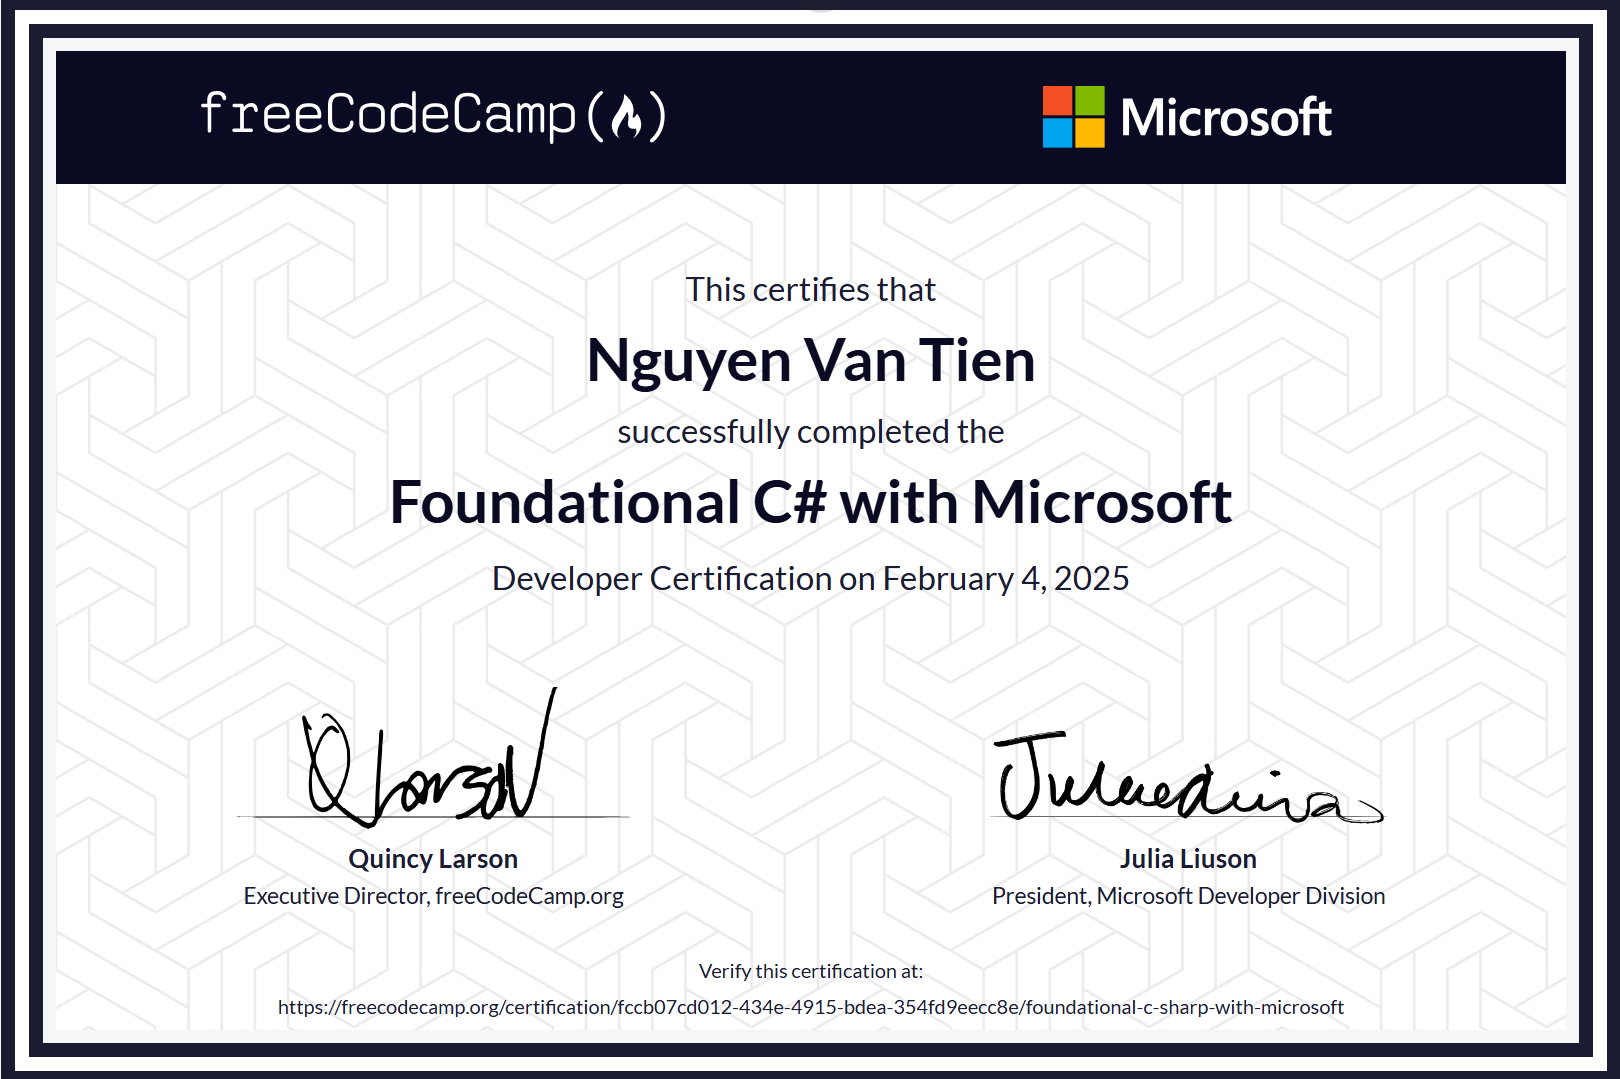 freeCodeCamp
Microsoft
This certifies that
Nguyen Van Tien
successfully completed the
Foundational C# with Microsoft
Developer Certification on February 4, 2025
Quincy Larson
Executive Director, freeCodeCamp.org
Julia Liuson
President, Microsoft Developer Division
Verify this certification at:
https://freecodecamp.org/certification/fccb07cd012-434e-4915-bdea-354fd9eecc8e/foundational-c-sharp-with-microsoft